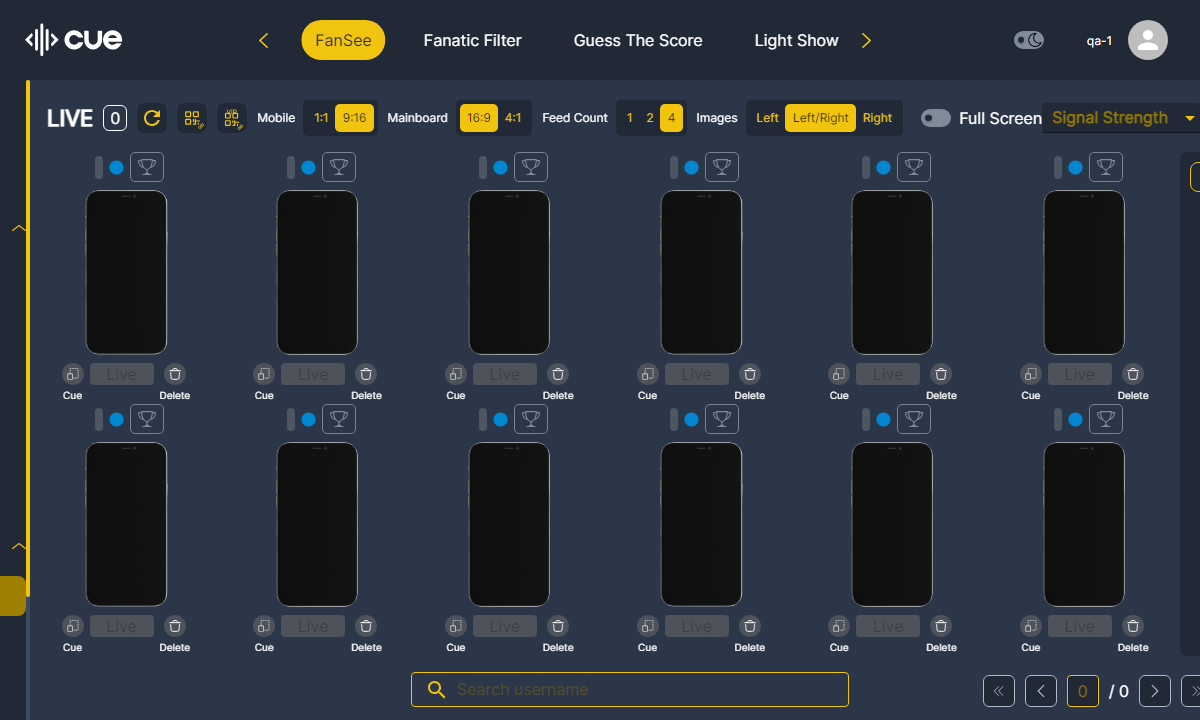 cue
FanSee
Fanatic Filter
Guess The Score
Light Show
qa-1
LIVE 0
Mobile 1:1 9:16
Mainboard 16:9 4:1
Feed Count 1 2 4
Images Left Left/Right Right
Full Screen
Signal Strength
Live Live Live Live Live Live
Cue Delete Cue Delete Cue Delete Cue Delete Cue Delete Cue Delete
Live Live Live Live Live Live
Cue Delete Cue Delete Cue Delete Cue Delete Cue Delete Cue Delete
Search username
0 / 0